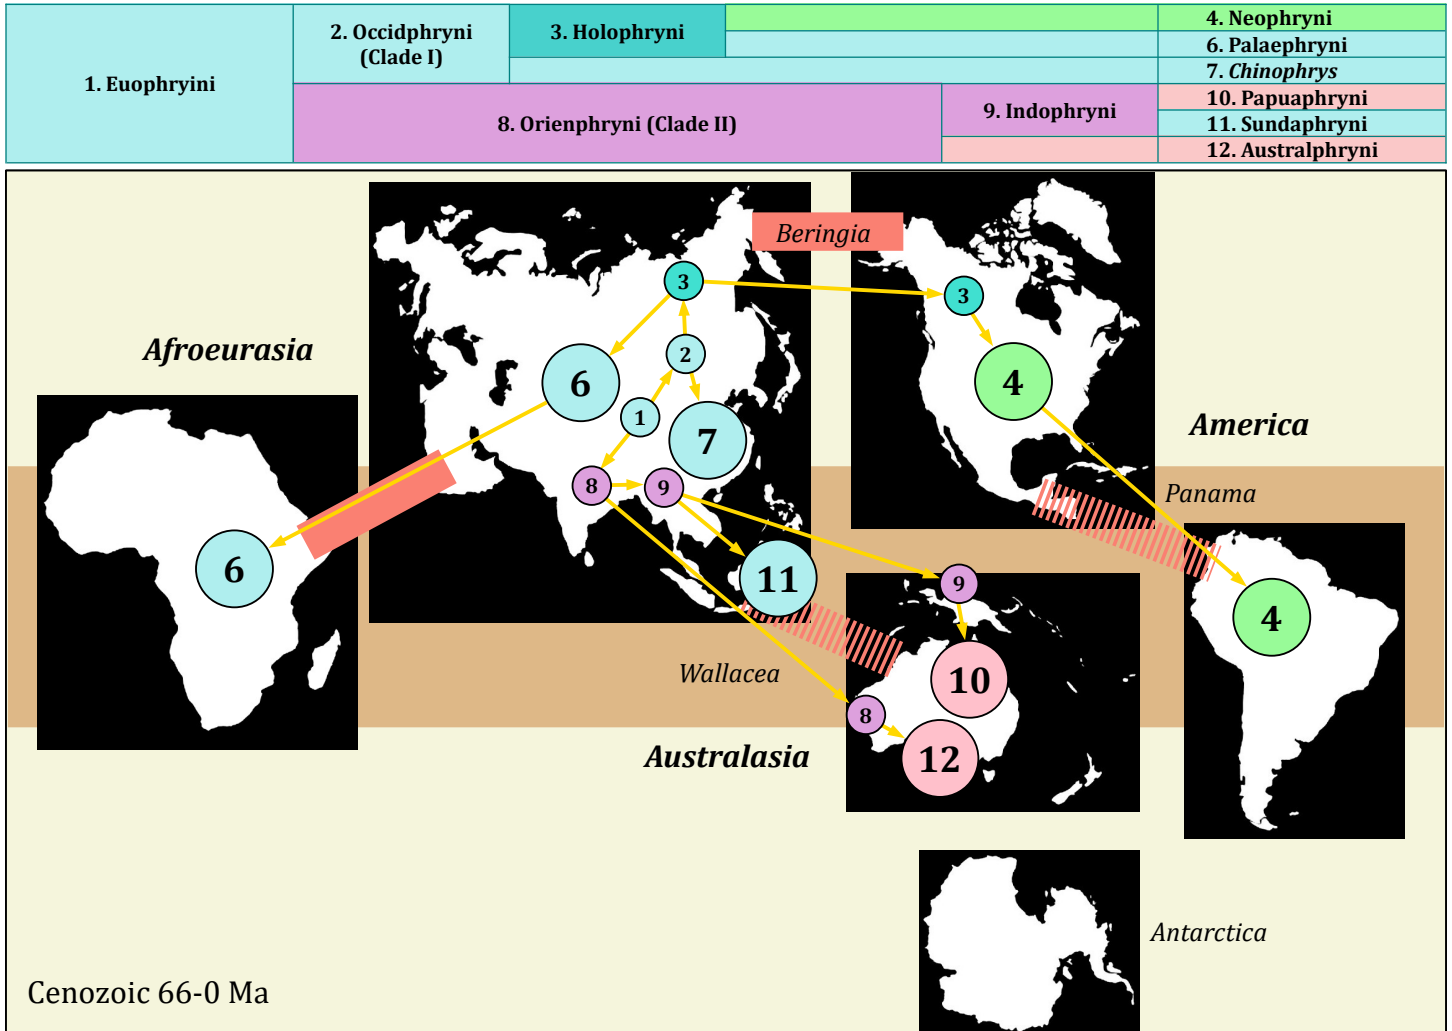 1. Euophryini
2. Occidphryni
(Clade I)
3. Holophryni
4. Neophryni
6. Palaephryni
7. Chinophrys
8. Orienphryni (Clade II)
9. Indophryni
10. Papuaphryni
11. Sundaphryni
12. Australphryni
Beringia
3
3
Afroeurasia
2
6
4
1
7
America
8
9
Panama
6
11
9
4
Wallacea
10
8
Australasia
12
Antarctica
Cenozoic 66-0 Ma